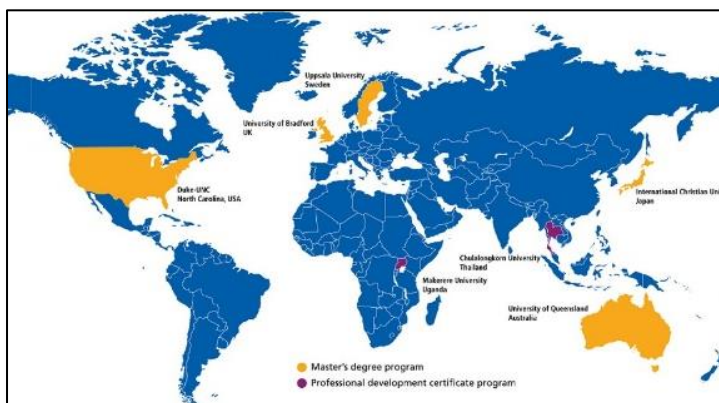 Uppsala University
Sweden
University of Bradford
UK
Duke-UNC
North Carolina, USA
International Christian Uni
Japan
Chulalongkorn University
Thailand
Makerere University
Uganda
University of Queensland
Australia
Master's degree program
Professional development certificate program